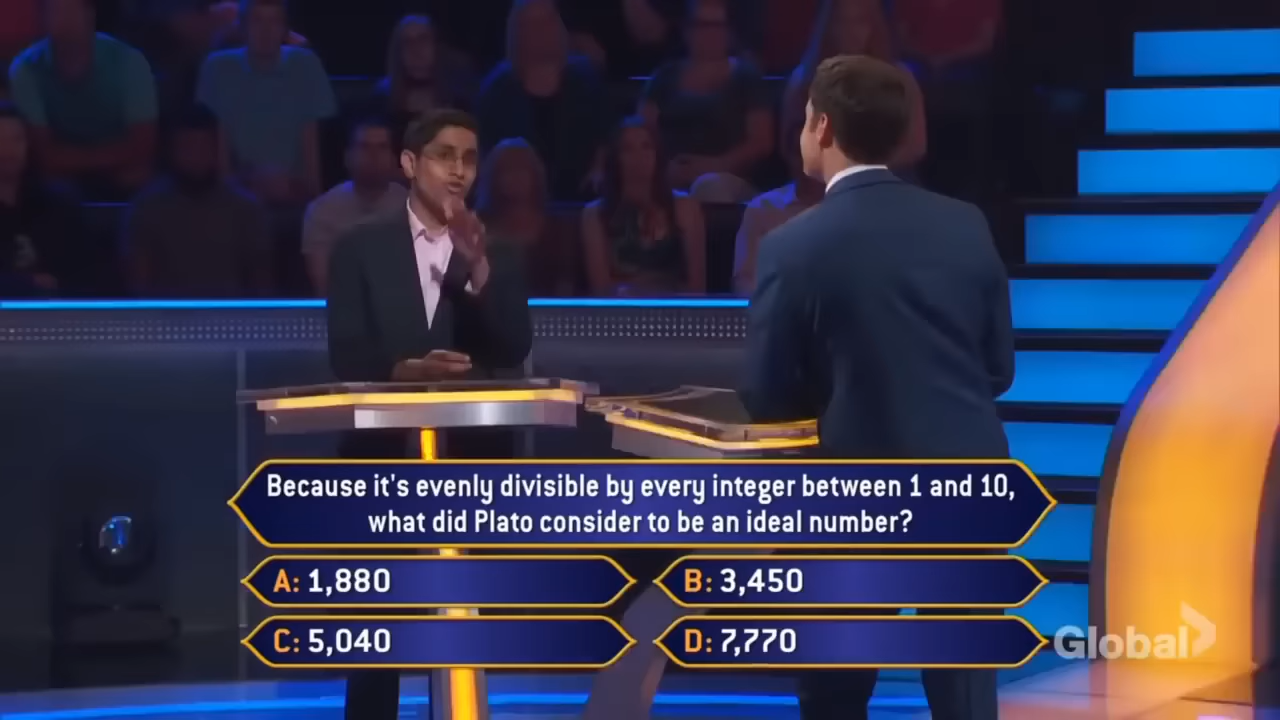 Because it's evenly divisible by every integer between 1 and 10,
what did Plato consider to be an ideal number?
A: 1,880
B: 3,450
C: 5,040
D: 7,770
Global